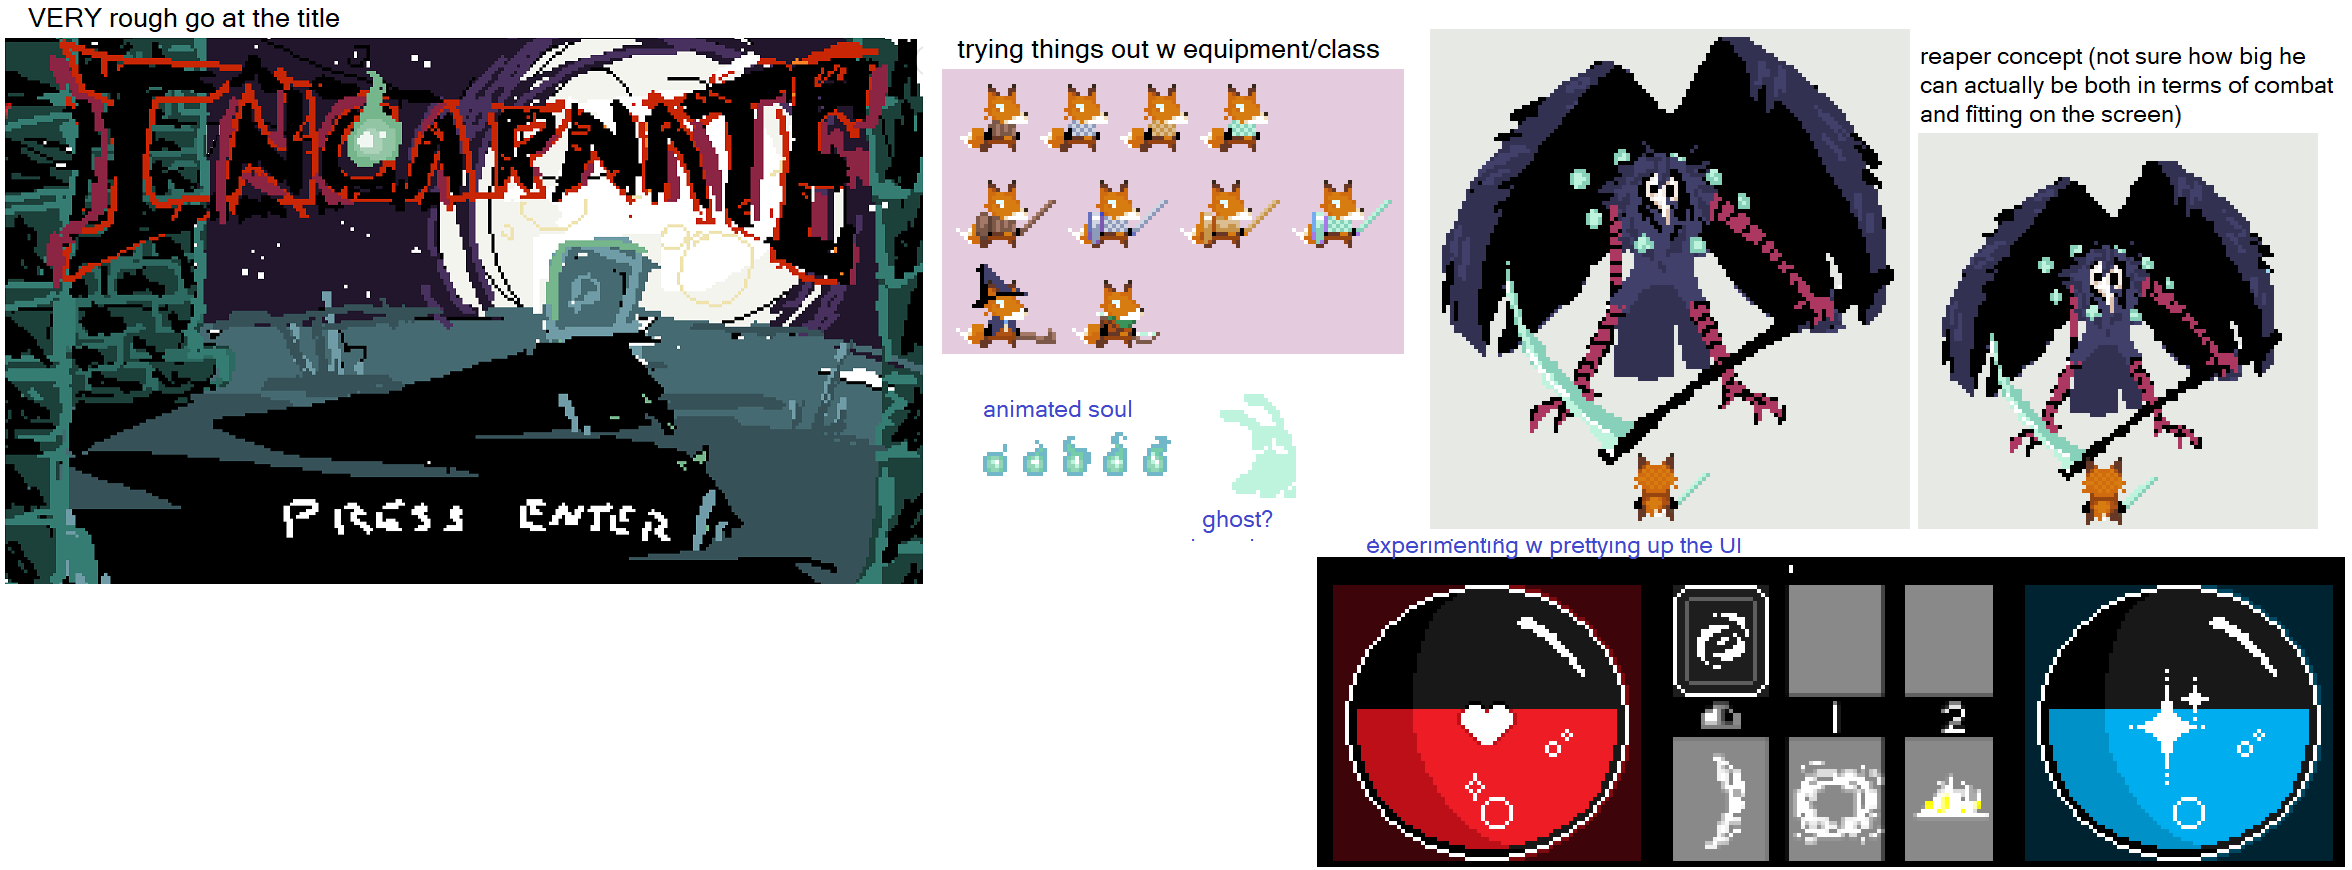 VERY rough go at the title
INCARNATE
PRESS ENTER
trying things out w equipment/class
animated soul
ghost?
reaper concept (not sure how big he
can actually be both in terms of combat
and fitting on the screen)
experimenting w prettying up the UI
1
2